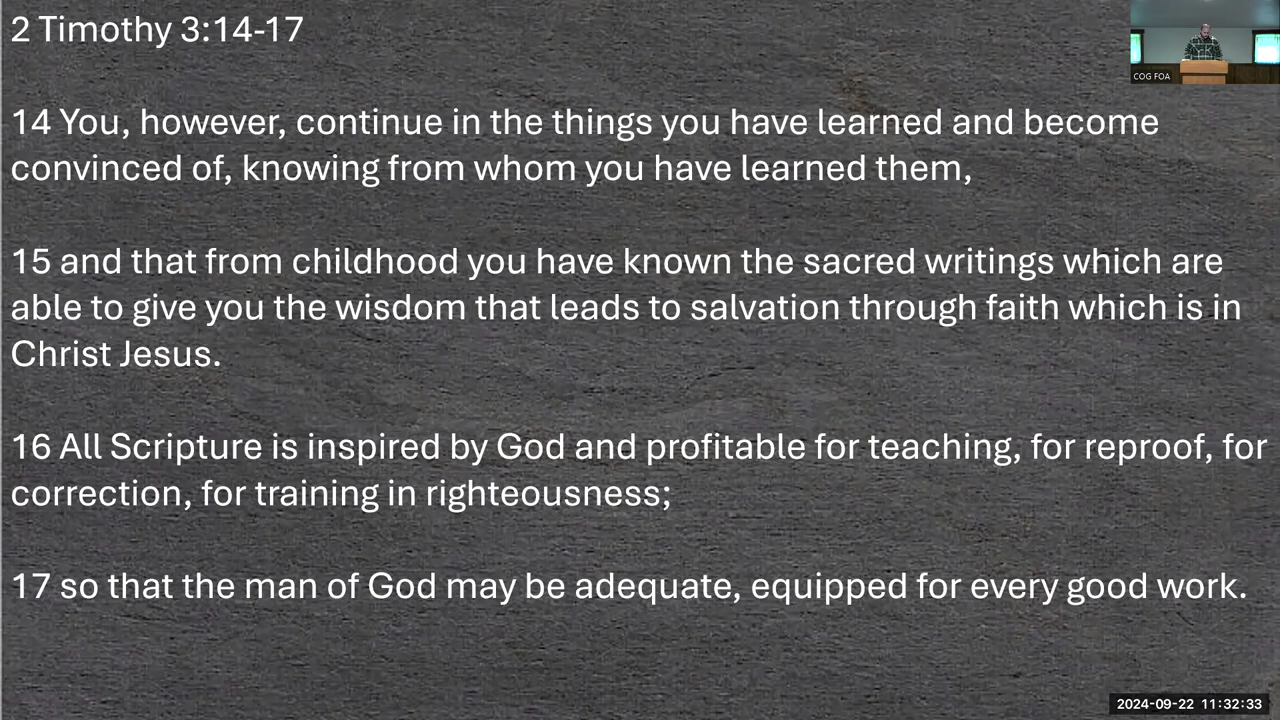 2 Timothy 3:14-17
COG FOA
14 You, however, continue in the things you have learned and become
convinced of, knowing from whom you have learned them,
15 and that from childhood you have known the sacred writings which are
able to give you the wisdom that leads to salvation through faith which is in
Christ Jesus.
16 All Scripture is inspired by God and profitable for teaching, for reproof, for
correction, for training in righteousness;
17 so that the man of God may be adequate, equipped for every good work.
2024-09-22 11:32:33